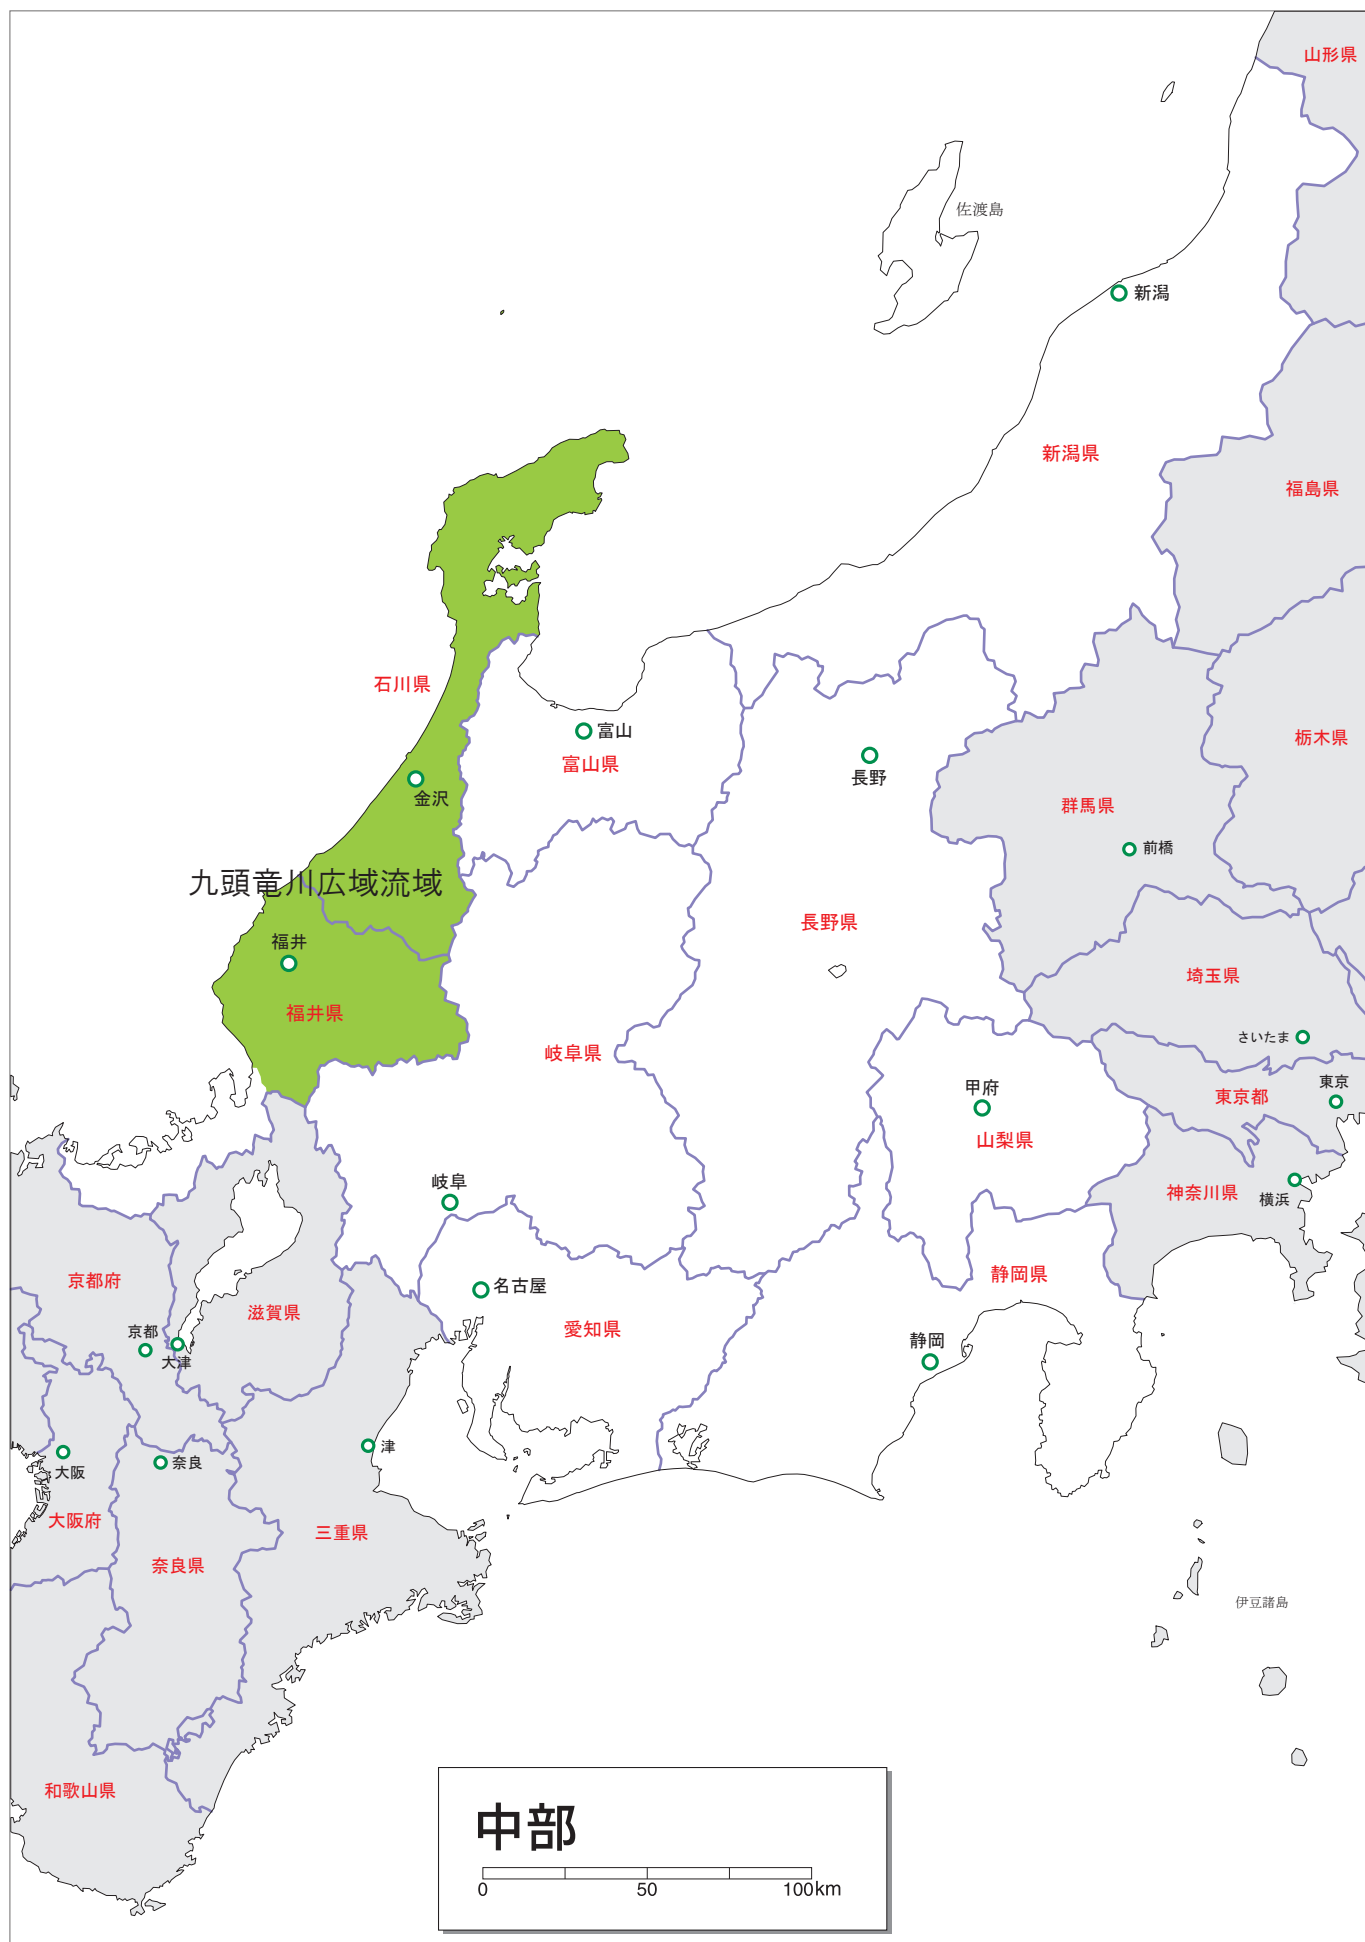 山形県
佐渡島
新潟
新潟県
福島県
石川県
富山
富山県
長野
栃木県
金沢
群馬県
前橋
九頭竜川広域流域
長野県
福井
埼玉県
福井県
さいたま
岐阜県
東京
甲府
東京都
山梨県
岐阜
神奈川県
横浜
京都府
静岡県
名古屋
滋賀県
愛知県
京都
静岡
大津
津
奈良
大阪
大阪府
三重県
奈良県
伊豆諸島
和歌山県
中部
0 50 100km